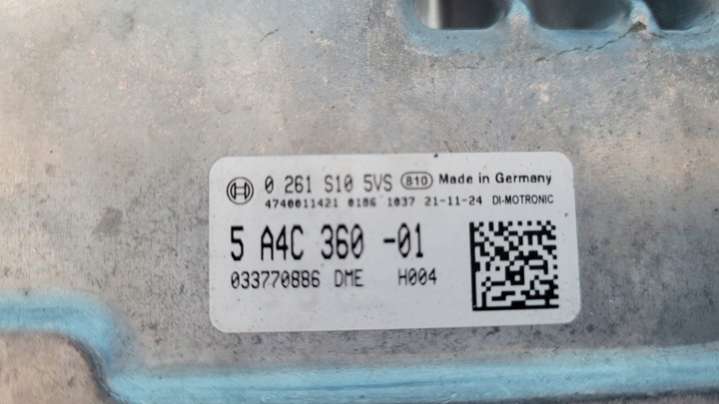 0 261 S10 5VS 810 Made in Germany
4740011421 0186 1037 21-11-24 DI-MOTRONIC
5 A4C 360 -01
033770886 DME H004